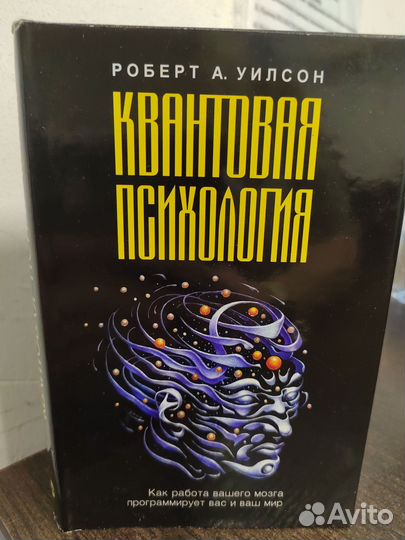 РОБЕРТ А. УИЛСОН
КВАНТОВАЯ
ПСИХОЛОГИЯ
Как работа вашего мозга
программирует вас и ваш мир
Avito